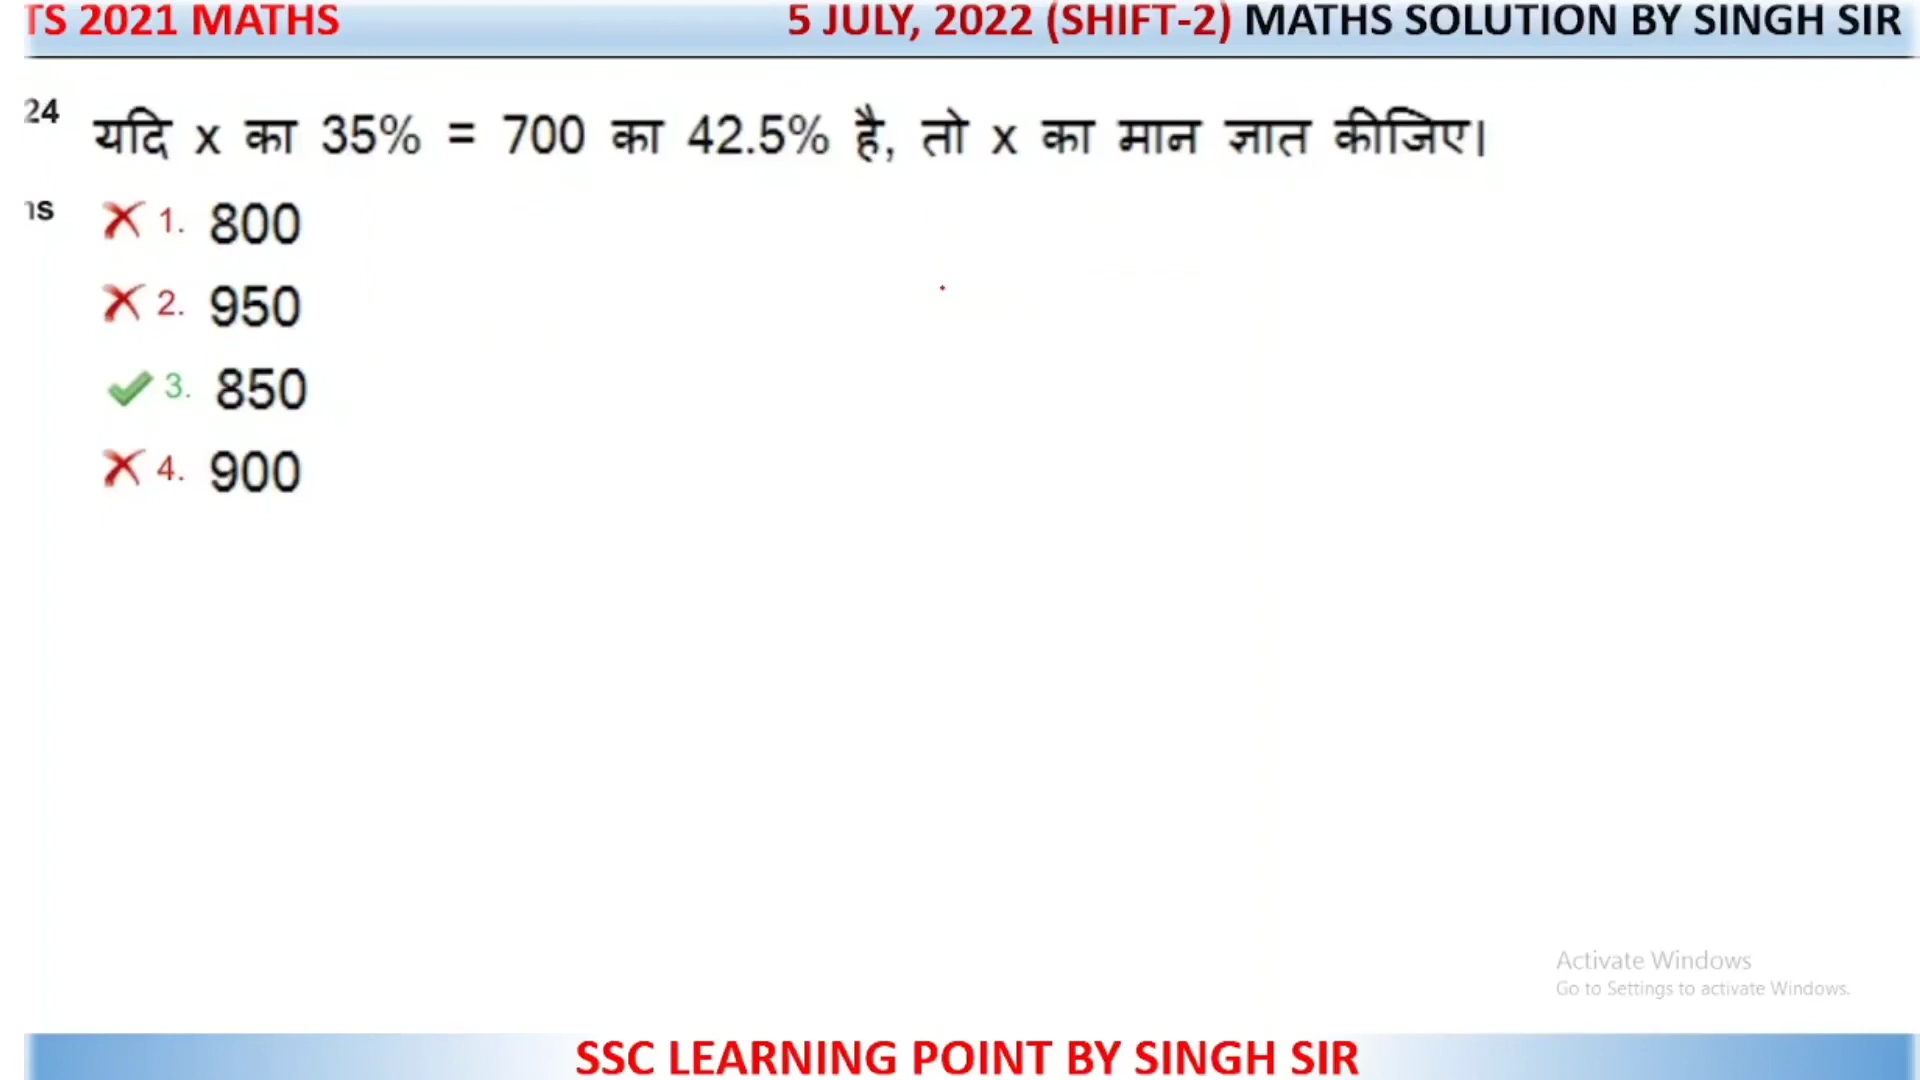 TS 2021 MATHS 5 JULY, 2022 (SHIFT-2) MATHS SOLUTION BY SINGH SIR
24 यदि x का 35% = 700 का 42.5% है, तो x का मान ज्ञात कीजिए।
ns 1. 800
2. 950
3. 850
4. 900
Activate Windows
Go to Settings to activate Windows.
SSC LEARNING POINT BY SINGH SIR